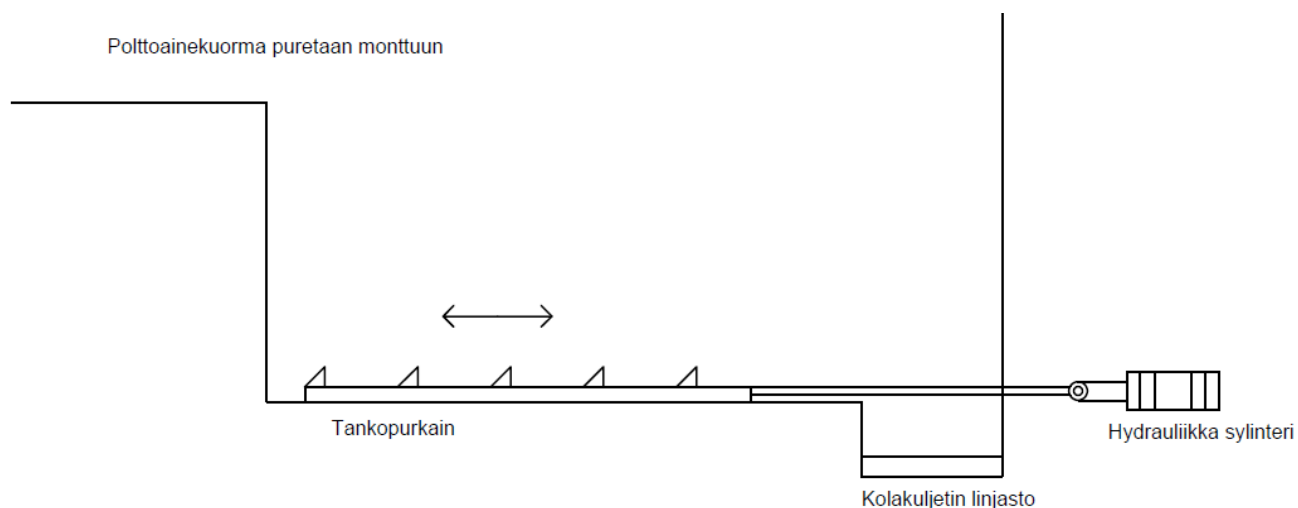 Polttoainekuorma puretaan monttuun
Tankopurkain
Hydrauliikka sylinteri
Kolakuljetin linjasto